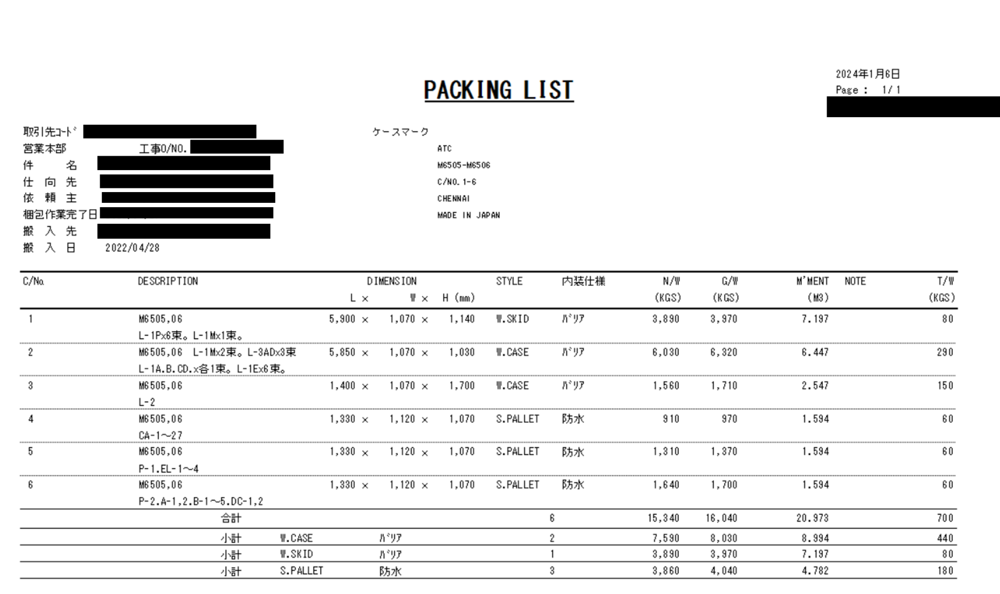 2024年1月6日
PACKING LIST
Page : 1/ 1
取引先ｺｰﾄﾞ
ケースマーク
営業本部 工事O/NO.
ATC
件 名
M6505-M6506
仕 向 先
C/NO. 1-6
依 頼 主
CHENNAI
梱包作業完了日
MADE IN JAPAN
搬 入 先
搬 入 日 2022/04/28
C/No. DESCRIPTION DIMENSION STYLE 内装仕様 N/W G/W M'MENT NOTE T/W
L × W × H (mm) (KGS) (KGS) (M3) (KGS)
1 M6505,06 5,900 × 1,070 × 1,140 W.SKID ﾊﾞﾘｱ 3,890 3,970 7.197 80
L-1Px6束。L-1Mx1束。
2 M6505,06 L-1Mx2束。L-3ADx3束 5,850 × 1,070 × 1,030 W.CASE ﾊﾞﾘｱ 6,030 6,320 6.447 290
L-1A.B.CD.x各1束。L-1Ex6束。
3 M6505,06 1,400 × 1,070 × 1,700 W.CASE ﾊﾞﾘｱ 1,560 1,710 2.547 150
L-2
4 M6505,06 1,330 × 1,120 × 1,070 S.PALLET 防水 910 970 1.594 60
CA-1～27
5 M6505,06 1,330 × 1,120 × 1,070 S.PALLET 防水 1,310 1,370 1.594 60
P-1.EL-1～4
6 M6505,06 1,330 × 1,120 × 1,070 S.PALLET 防水 1,640 1,700 1.594 60
P-2.A-1,2.B-1～5.DC-1,2
合計 6 15,340 16,040 20.973 700
小計 W.CASE ﾊﾞﾘｱ 2 7,590 8,030 8.994 440
小計 W.SKID ﾊﾞﾘｱ 1 3,890 3,970 7.197 80
小計 S.PALLET 防水 3 3,860 4,040 4.782 180